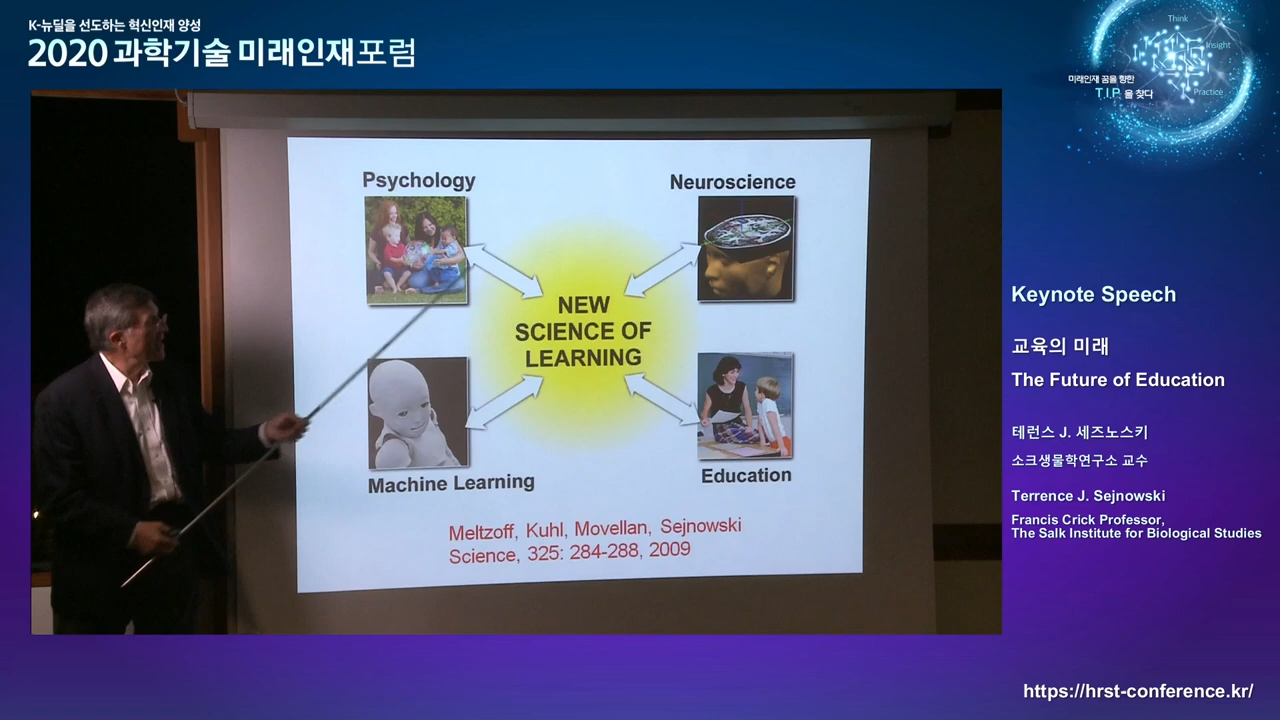 K-뉴딜을 선도하는 혁신인재 양성
2020 과학기술 미래인재포럼
Think
Insight
미래인재 꿈을 향한
T.I.P 을 찾다
Practice
Psychology
Neuroscience
NEW
SCIENCE OF
LEARNING
Machine Learning
Education
Meltzoff, Kuhl, Movellan, Sejnowski
Science, 325: 284-288, 2009
Keynote Speech
교육의 미래
The Future of Education
테런스 J. 세즈노스키
소크생물학연구소 교수
Terrence J. Sejnowski
Francis Crick Professor,
The Salk Institute for Biological Studies
https://hrst-conference.kr/